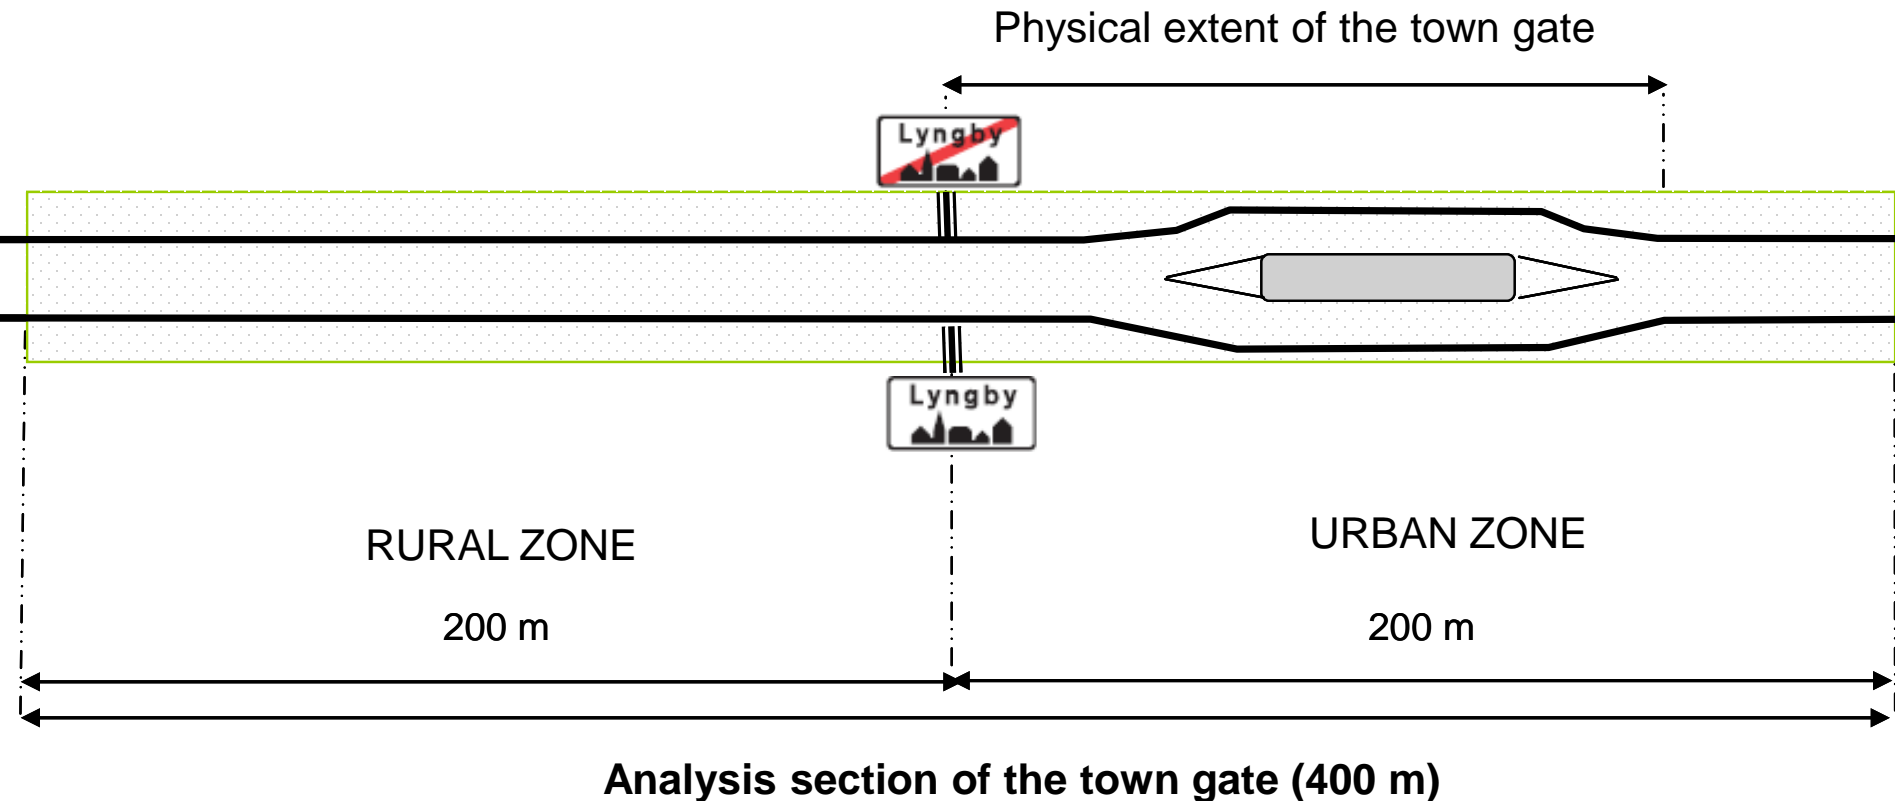 Physical extent of the town gate
Lyngby
Lyngby
RURAL ZONE
URBAN ZONE
200 m
200 m
Analysis section of the town gate (400 m)